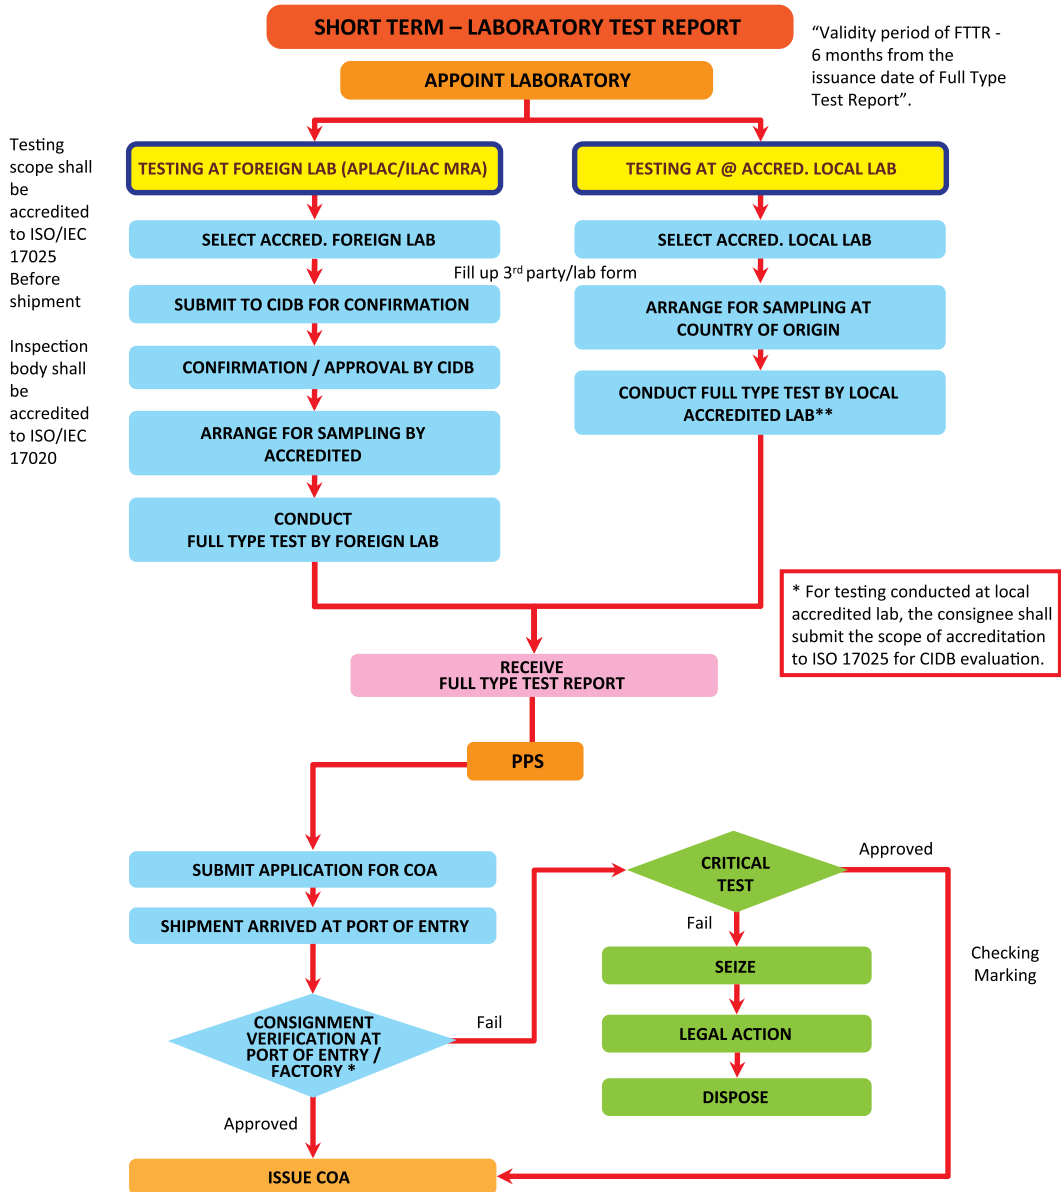 SHORT TERM – LABORATORY TEST REPORT
“Validity period of FTTR -
6 months from the
issuance date of Full Type
Test Report”.
APPOINT LABORATORY
Testing
scope shall
be
accredited
to ISO/IEC
17025
Before
shipment
Inspection
body shall
be
accredited
to ISO/IEC
17020
TESTING AT FOREIGN LAB (APLAC/ILAC MRA)
TESTING AT @ ACCRED. LOCAL LAB
SELECT ACCRED. FOREIGN LAB
SELECT ACCRED. LOCAL LAB
Fill up 3rd party/lab form
SUBMIT TO CIDB FOR CONFIRMATION
ARRANGE FOR SAMPLING AT
COUNTRY OF ORIGIN
CONFIRMATION / APPROVAL BY CIDB
CONDUCT FULL TYPE TEST BY LOCAL
ACCREDITED LAB**
ARRANGE FOR SAMPLING BY
ACCREDITED
CONDUCT
FULL TYPE TEST BY FOREIGN LAB
* For testing conducted at local
accredited lab, the consignee shall
submit the scope of accreditation
to ISO 17025 for CIDB evaluation.
RECEIVE
FULL TYPE TEST REPORT
PPS
SUBMIT APPLICATION FOR COA
SHIPMENT ARRIVED AT PORT OF ENTRY
CONSIGNMENT
VERIFICATION AT
PORT OF ENTRY /
FACTORY *
Fail
Approved
ISSUE COA
CRITICAL
TEST
Approved
Fail
SEIZE
LEGAL ACTION
DISPOSE
Checking
Marking